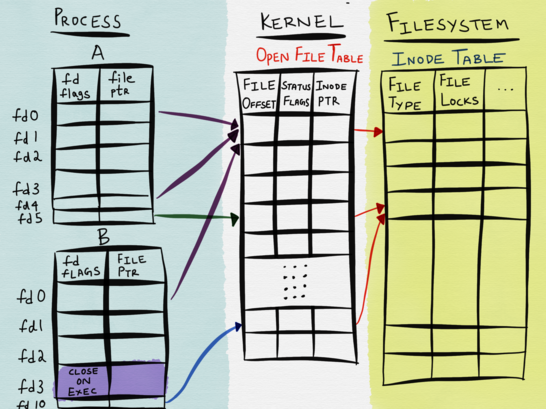 PROCESS
KERNEL
FILESYSTEM
A
OPEN FILE TABLE
INODE TABLE
fd flags
file ptr
FILE OFFSET
STATUS FLAGS
INODE PTR
FILE TYPE
FILE LOCKS
...
fd0
fd1
fd2
fd3
fd4
fd5
B
fd FLAGS
FILE PTR
fd0
fd1
fd2
fd3
CLOSE ON EXEC
fd10